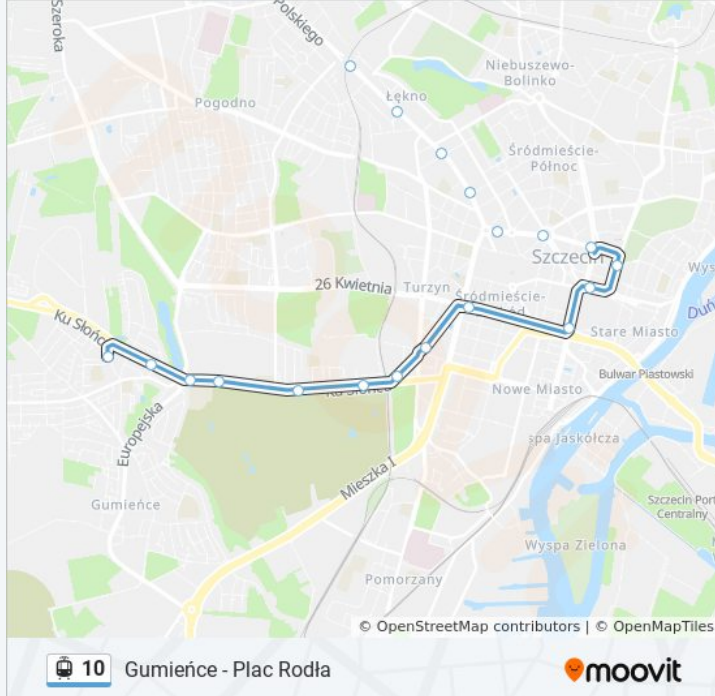 Szeroka
Polskiego
Niebuszewo-
Bolinko
Łękno
Pogodno
Śródmieście-
Północ
Szczecin
26 Kwietnia
Turzyn
Śródmieście-
Stare Miasto
Ku Słońcu
Bulwar Piastowski
Ku Słońcu
Nowe Miasto
Europejska
Mieszka I
Gumieńce
Szczecin Port
Centralny
Wyspa Zielona
Pomorzany
© OpenStreetMap contributors | © OpenMapTiles
10 Gumieńce - Plac Rodła
moovit